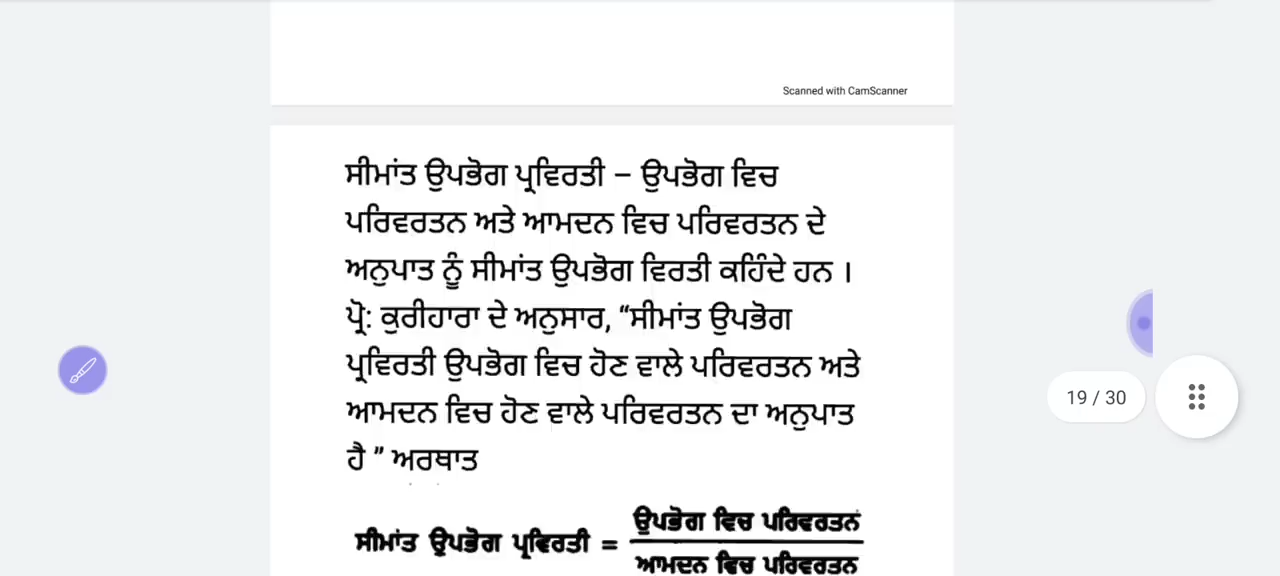 Scanned with CamScanner
ਸੀਮਾਂਤ ਉਪਭੋਗ ਪ੍ਰਵਿਰਤੀ – ਉਪਭੋਗ ਵਿਚ
ਪਰਿਵਰਤਨ ਅਤੇ ਆਮਦਨ ਵਿਚ ਪਰਿਵਰਤਨ ਦੇ
ਅਨੁਪਾਤ ਨੂੰ ਸੀਮਾਂਤ ਉਪਭੋਗ ਵਿਰਤੀ ਕਹਿੰਦੇ ਹਨ ।
ਪ੍ਰੋ: ਕੁਰੀਹਾਰਾ ਦੇ ਅਨੁਸਾਰ, “ਸੀਮਾਂਤ ਉਪਭੋਗ
ਪ੍ਰਵਿਰਤੀ ਉਪਭੋਗ ਵਿਚ ਹੋਣ ਵਾਲੇ ਪਰਿਵਰਤਨ ਅਤੇ
ਆਮਦਨ ਵਿਚ ਹੋਣ ਵਾਲੇ ਪਰਿਵਰਤਨ ਦਾ ਅਨੁਪਾਤ
ਹੈ ” ਅਰਥਾਤ
ਸੀਮਾਂਤ ਉਪਭੋਗ ਪ੍ਰਵਿਰਤੀ =
ਉਪਭੋਗ ਵਿਚ ਪਰਿਵਰਤਨ
ਆਮਦਨ ਵਿਚ ਪਰਿਵਰਤਨ
19 / 30